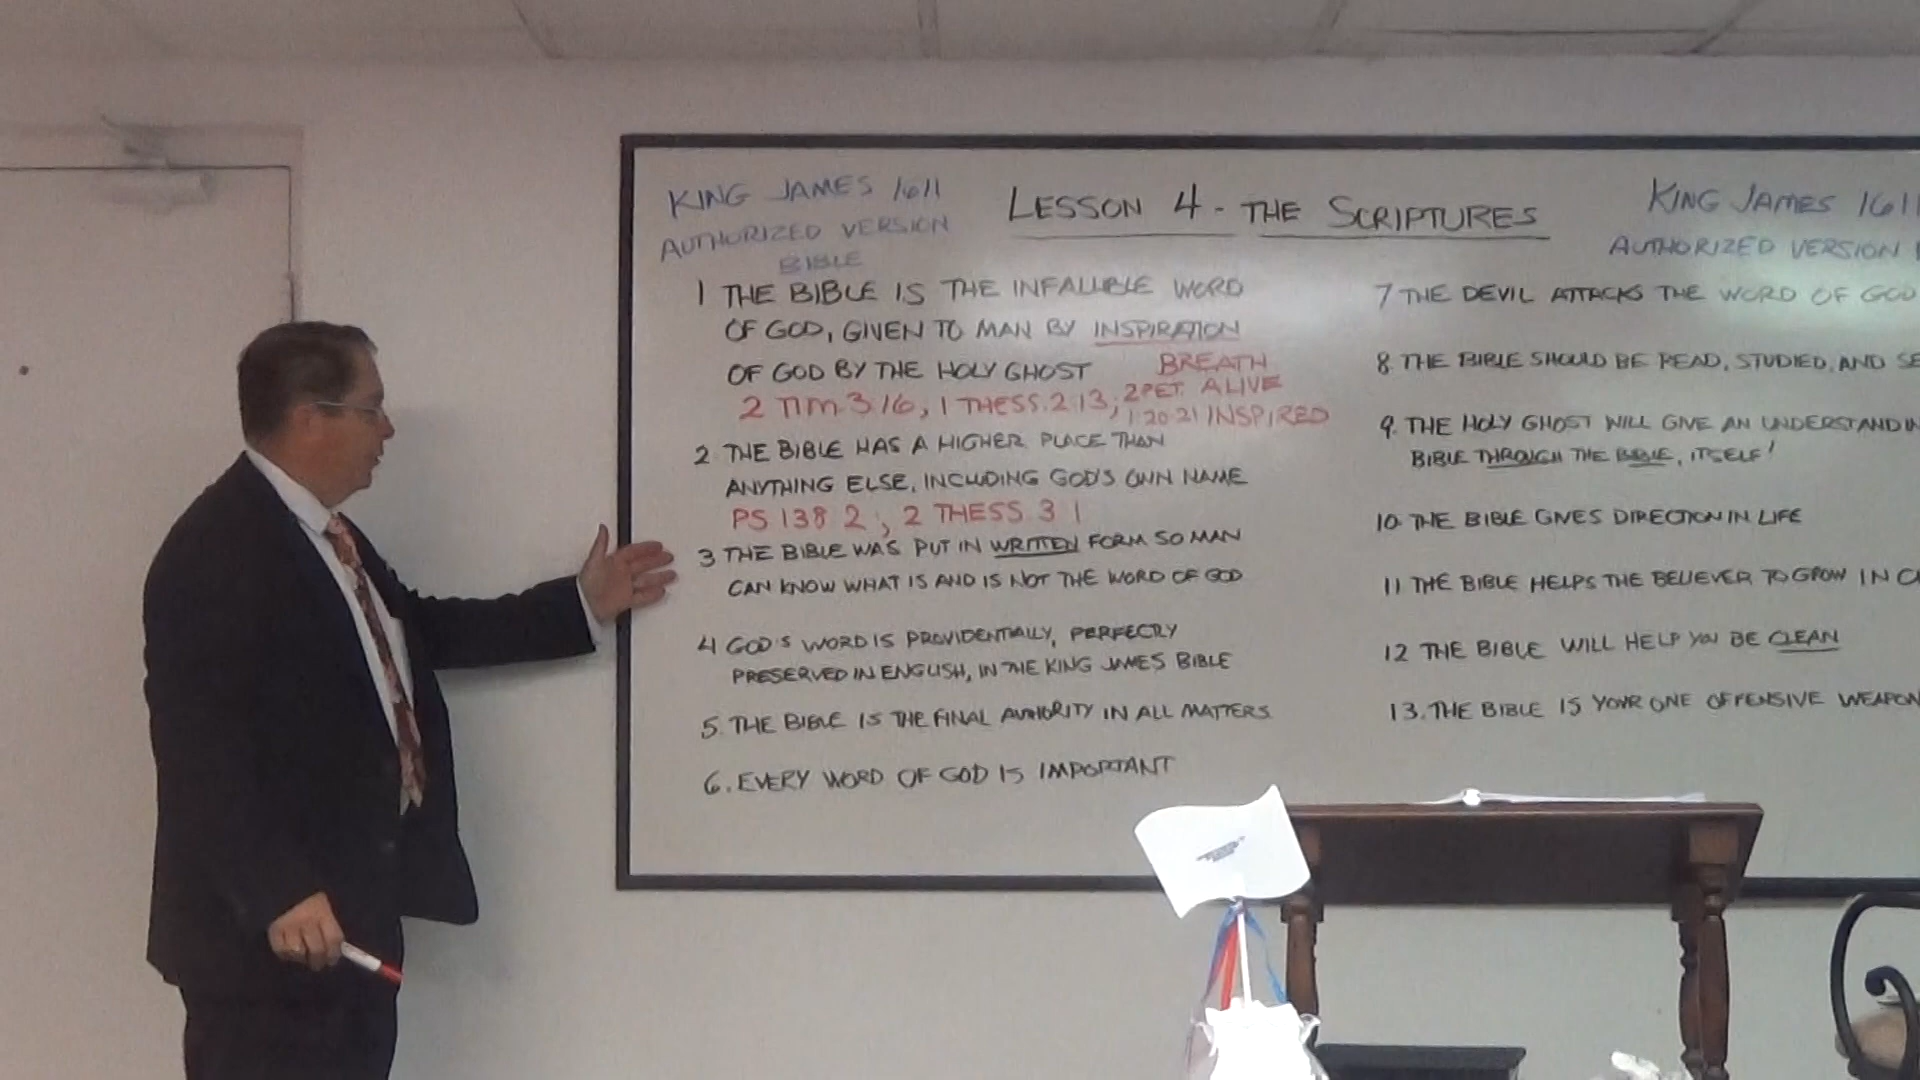 KING JAMES 1611
AUTHORIZED VERSION
BIBLE
LESSON 4 - THE SCRIPTURES
KING JAMES 1611
AUTHORIZED VERSION
1 THE BIBLE IS THE INFALLIBLE WORD
OF GOD, GIVEN TO MAN BY INSPIRATION
OF GOD BY THE HOLY GHOST
BREATH
ALIVE
INSPIRED
2 TIM 3 16, 1 THESS. 2 13, 2 PET.
1 20-21
2 THE BIBLE HAS A HIGHER PLACE THAN
ANYTHING ELSE, INCLUDING GOD'S OWN NAME
PS 138 2, 2 THESS 3 1
3 THE BIBLE WAS PUT IN WRITTEN FORM SO MAN
CAN KNOW WHAT IS AND IS NOT THE WORD OF GOD
4 GOD'S WORD IS PROVIDENTIALLY, PERFECTLY
PRESERVED IN ENGLISH, IN THE KING JAMES BIBLE
5. THE BIBLE IS THE FINAL AUTHORITY IN ALL MATTERS
6. EVERY WORD OF GOD IS IMPORTANT
7 THE DEVIL ATTACKS THE WORD OF GOD
8. THE BIBLE SHOULD BE READ, STUDIED, AND
9. THE HOLY GHOST WILL GIVE AN
BIBLE THROUGH THE BIBLE, ITSELF!
10. THE BIBLE GIVES DIRECTION IN LIFE
11 THE BIBLE HELPS THE BELIEVER TO GROW IN
12 THE BIBLE WILL HELP YOU BE CLEAN
13. THE BIBLE IS YOUR ONE OFFENSIVE WEAPON